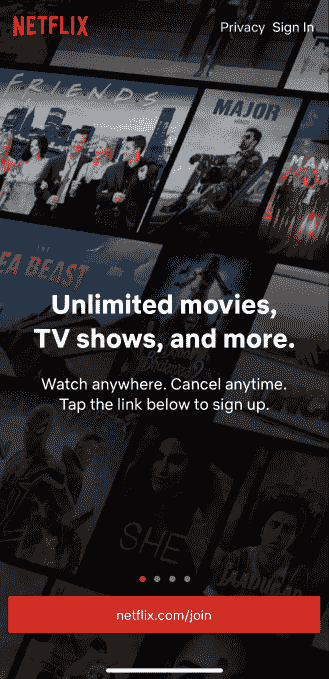 NETFLIX
Privacy Sign In
FRIENDS
MAJOR
MAN
THE
EA BEAST
Unlimited movies,
TV shows, and more.
Watch anywhere. Cancel anytime.
Tap the link below to sign up.
SHE
JAADUGAR
netflix.com/join